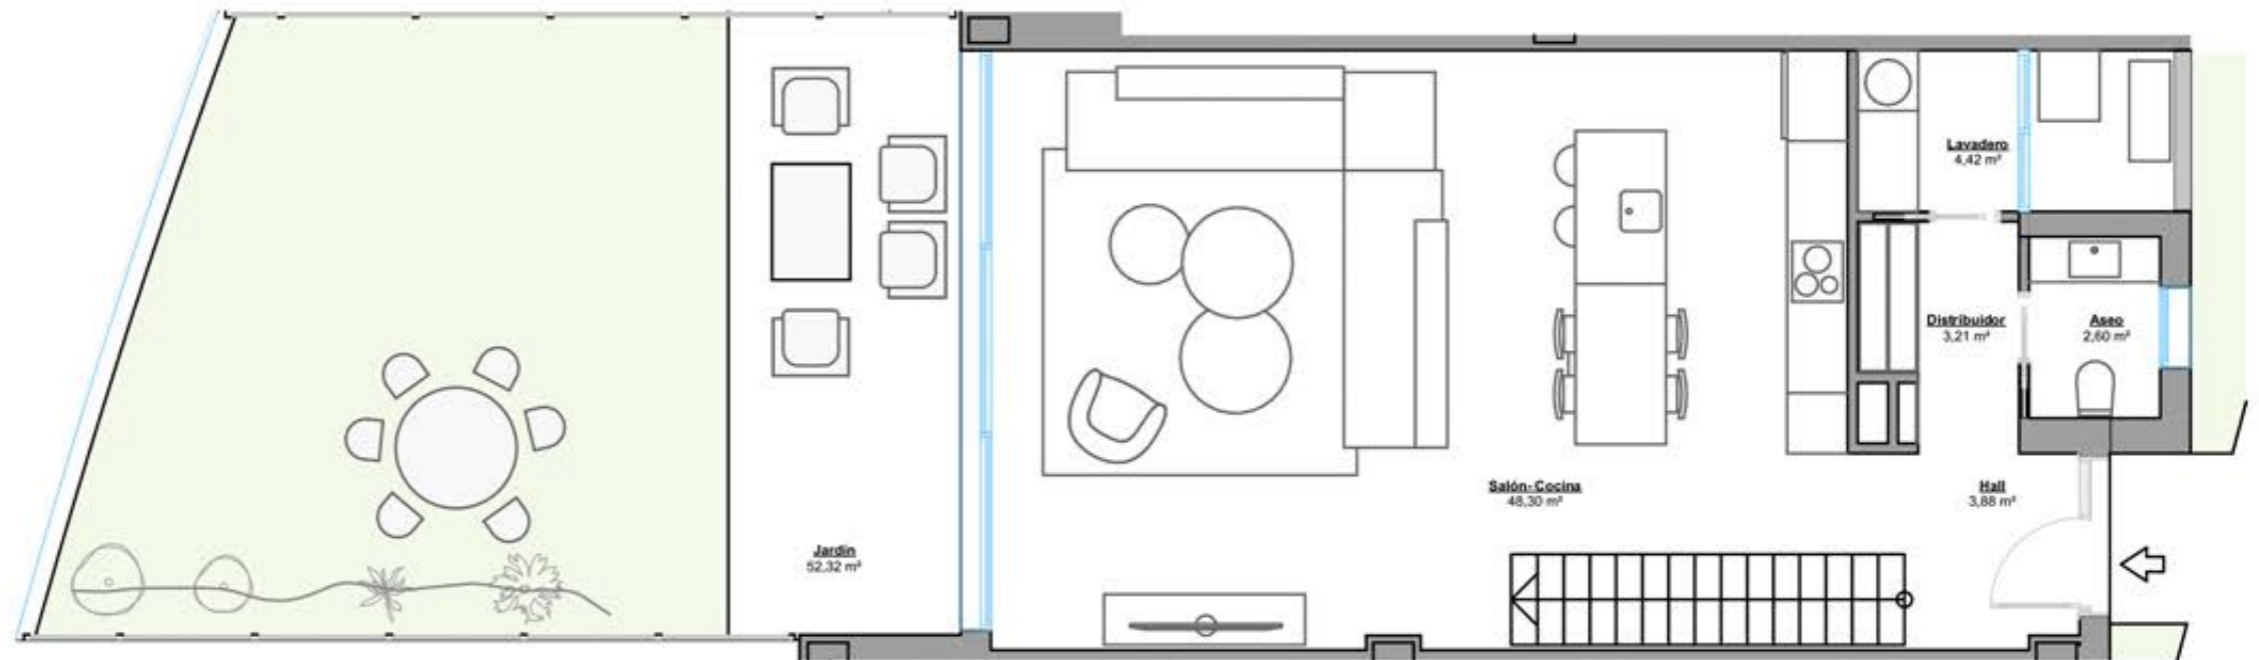 Lavadero
4,42 m²
Distribuidor
3,21 m²
Aseo
2,60 m²
Salón-Cocina
48,30 m²
Hall
3,88 m²
Jardín
52,32 m²